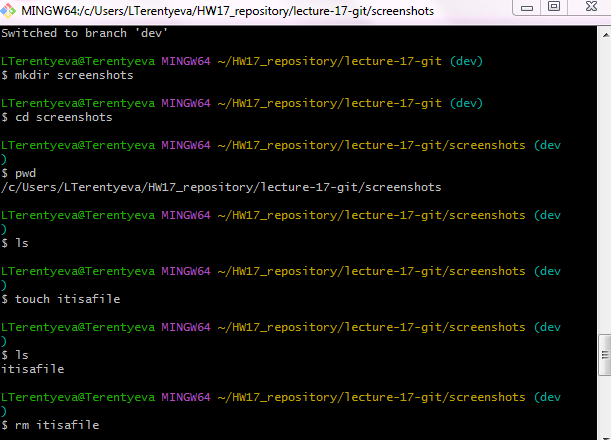 MINGW64:/c/Users/LTerentyeva/HW17_repository/lecture-17-git/screenshots
Switched to branch 'dev'
LTerentyeva@Terentyeva MINGW64 ~/HW17_repository/lecture-17-git (dev)
$ mkdir screenshots
LTerentyeva@Terentyeva MINGW64 ~/HW17_repository/lecture-17-git (dev)
$ cd screenshots
LTerentyeva@Terentyeva MINGW64 ~/HW17_repository/lecture-17-git/screenshots (dev
)
$ pwd
/c/Users/LTerentyeva/HW17_repository/lecture-17-git/screenshots
LTerentyeva@Terentyeva MINGW64 ~/HW17_repository/lecture-17-git/screenshots (dev
)
$ ls
LTerentyeva@Terentyeva MINGW64 ~/HW17_repository/lecture-17-git/screenshots (dev
)
$ touch itisafile
LTerentyeva@Terentyeva MINGW64 ~/HW17_repository/lecture-17-git/screenshots (dev
)
$ ls
itisafile
LTerentyeva@Terentyeva MINGW64 ~/HW17_repository/lecture-17-git/screenshots (dev
)
$ rm itisafile